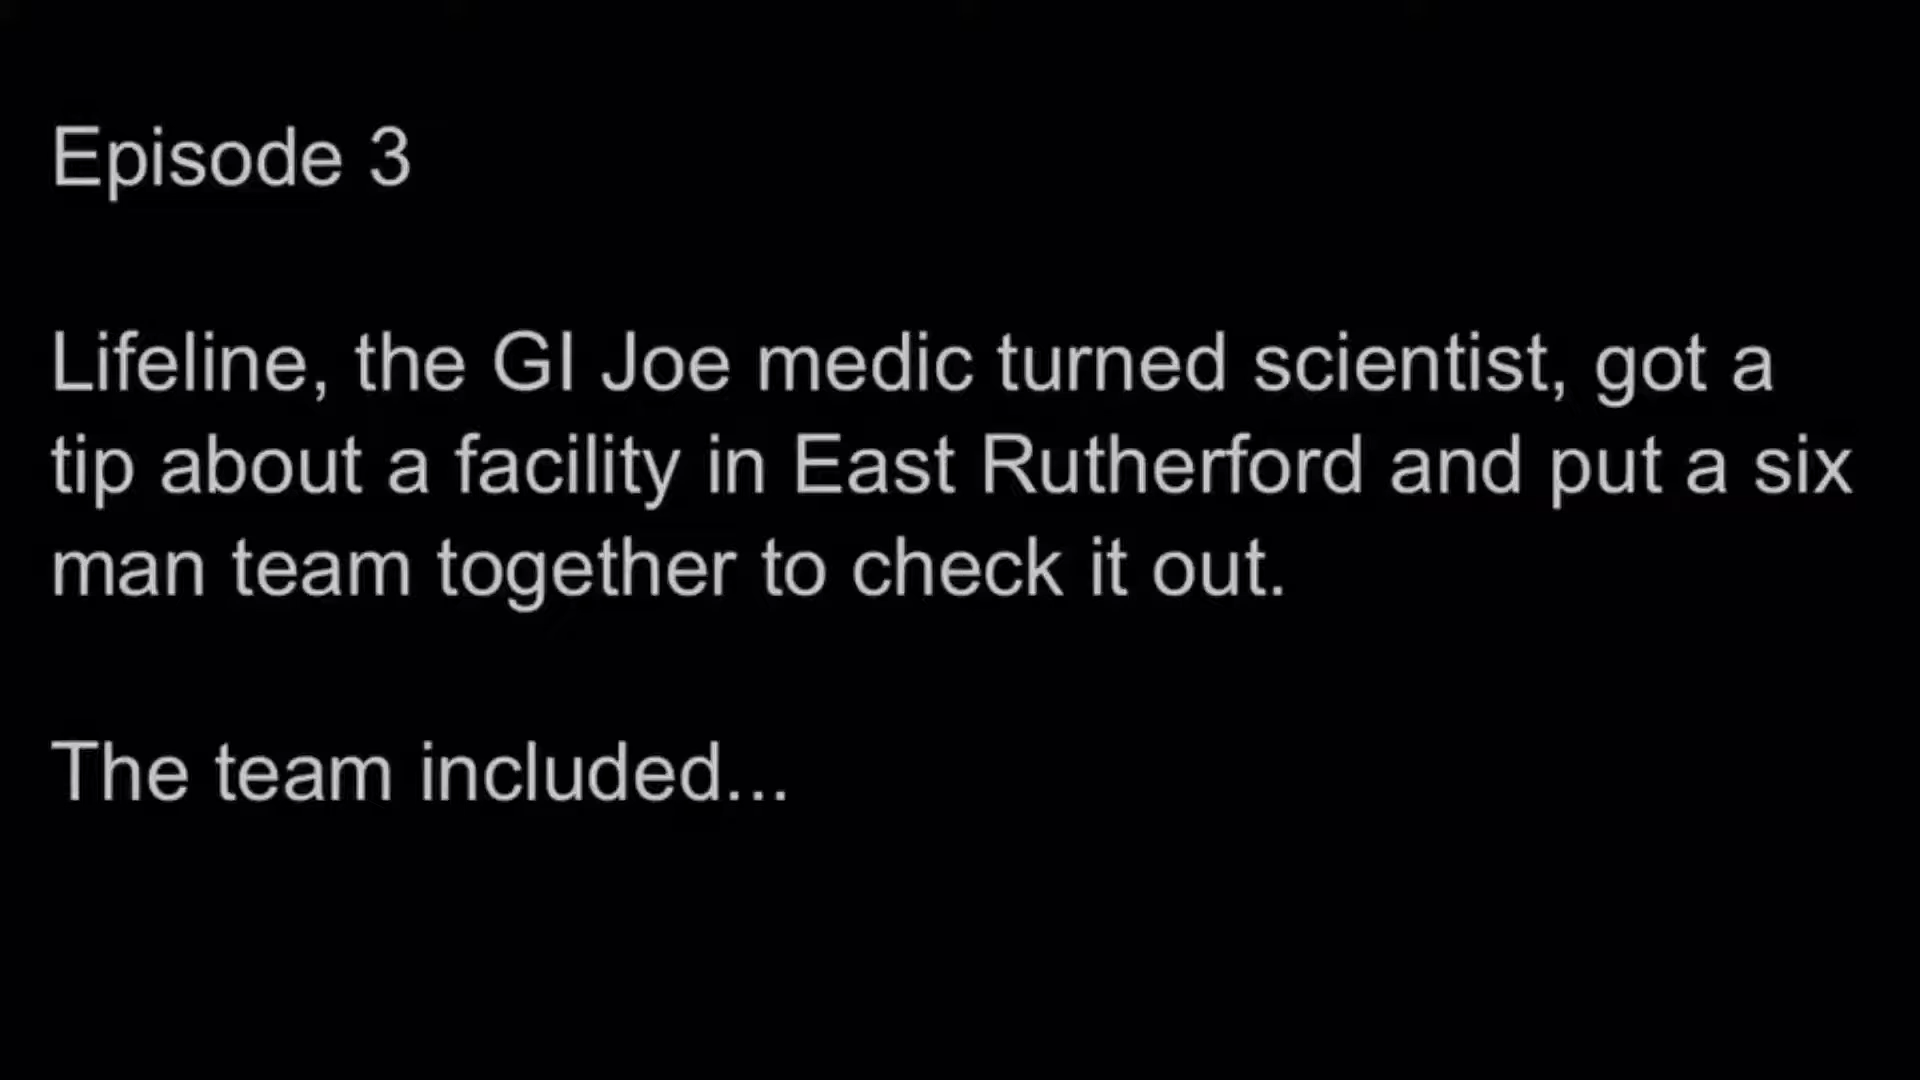 Episode 3
Lifeline, the GI Joe medic turned scientist, got a
tip about a facility in East Rutherford and put a six
man team together to check it out.
The team included...